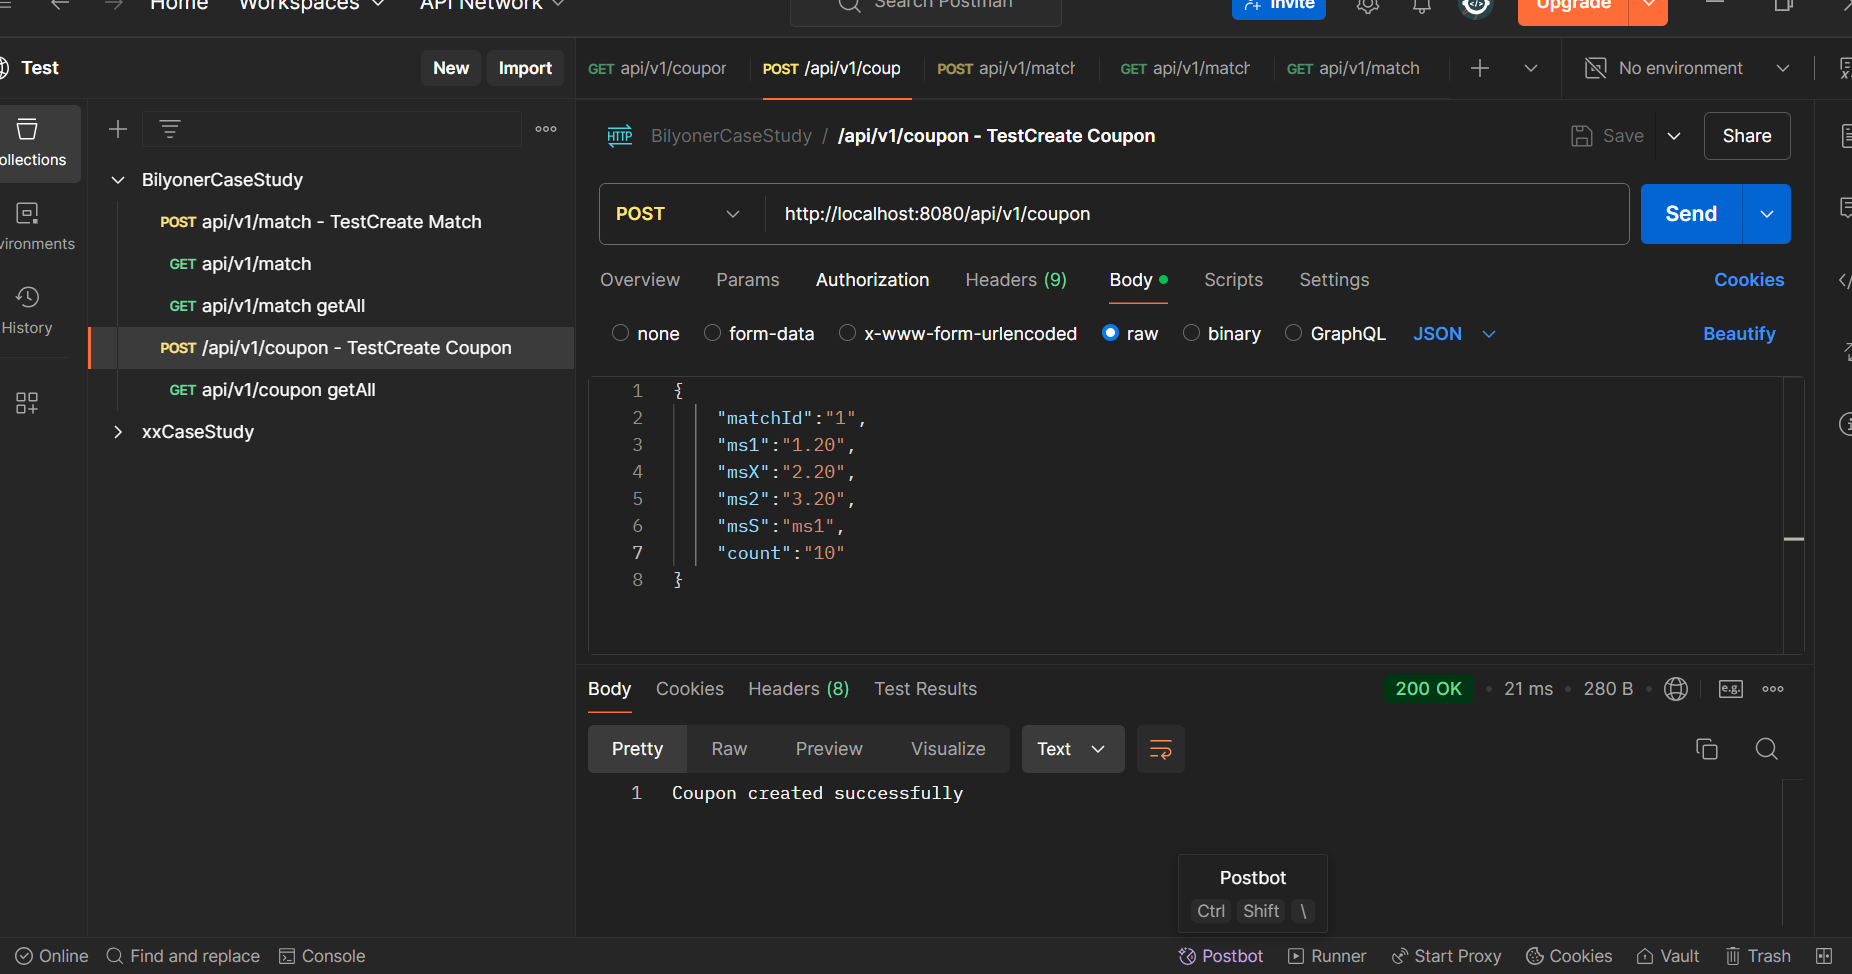 Home Workspaces API Network Search Postman Invite Upgrade
Test New Import GET api/v1/coupon POST /api/v1/coup POST api/v1/match GET api/v1/match GET api/v1/match No environment
ollections
BilyonerCaseStudy / /api/v1/coupon - TestCreate Coupon Save Share
BilyonerCaseStudy
POST api/v1/match - TestCreate Match
vironments
GET api/v1/match
GET api/v1/match getAll
History
POST /api/v1/coupon - TestCreate Coupon
GET api/v1/coupon getAll
xxCaseStudy
POST http://localhost:8080/api/v1/coupon Send
Overview Params Authorization Headers (9) Body Scripts Settings Cookies
none form-data x-www-form-urlencoded raw binary GraphQL JSON Beautify
1 {
2 "matchId":"1",
3 "ms1":"1.20",
4 "msX":"2.20",
5 "ms2":"3.20",
6 "msS":"ms1",
7 "count":"10"
8 }
Body Cookies Headers (8) Test Results 200 OK • 21 ms • 280 B • e.g.
Pretty Raw Preview Visualize Text
1 Coupon created successfully
Postbot
Ctrl Shift \
Online Find and replace Console Postbot Runner Start Proxy Cookies Vault Trash